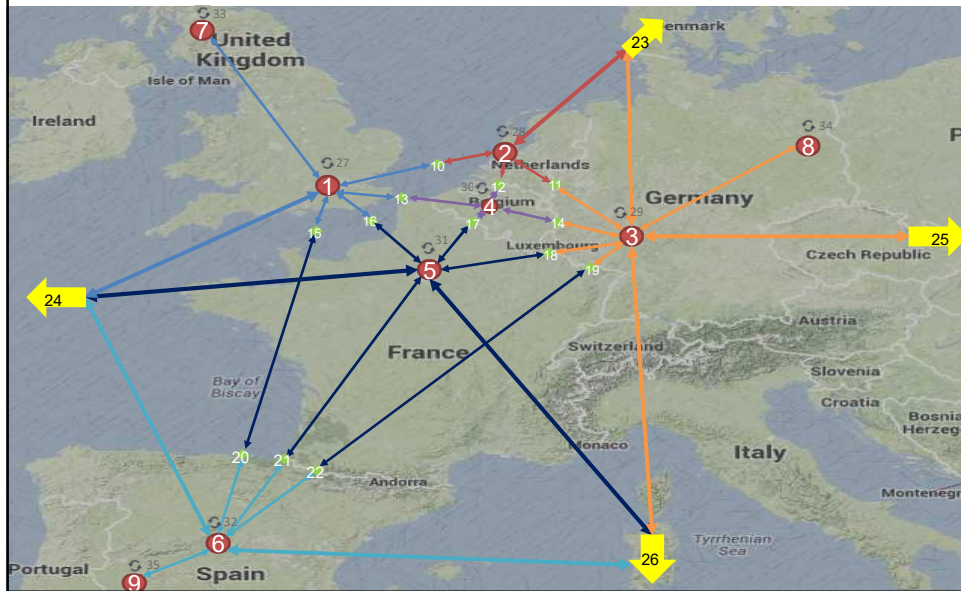 33
7
United
Kingdom
Isle of Man
23
enmark
Ireland
27
28
34
P
1
10
2
Netherlands
8
11
12
13
30
4
Belgium
29
Germany
15
16
17
14
3
31
Luxembourg
18
25
5
19
Czech Republic
24
France
Austria
Switzerland
Slovenia
Bay of
Biscay
Croatia
Bosni
Herzeg
Monaco
Italy
20
21
22
Andorra
Montenegr
32
6
Tyrrhenian
Sea
26
Portugal
35
9
Spain